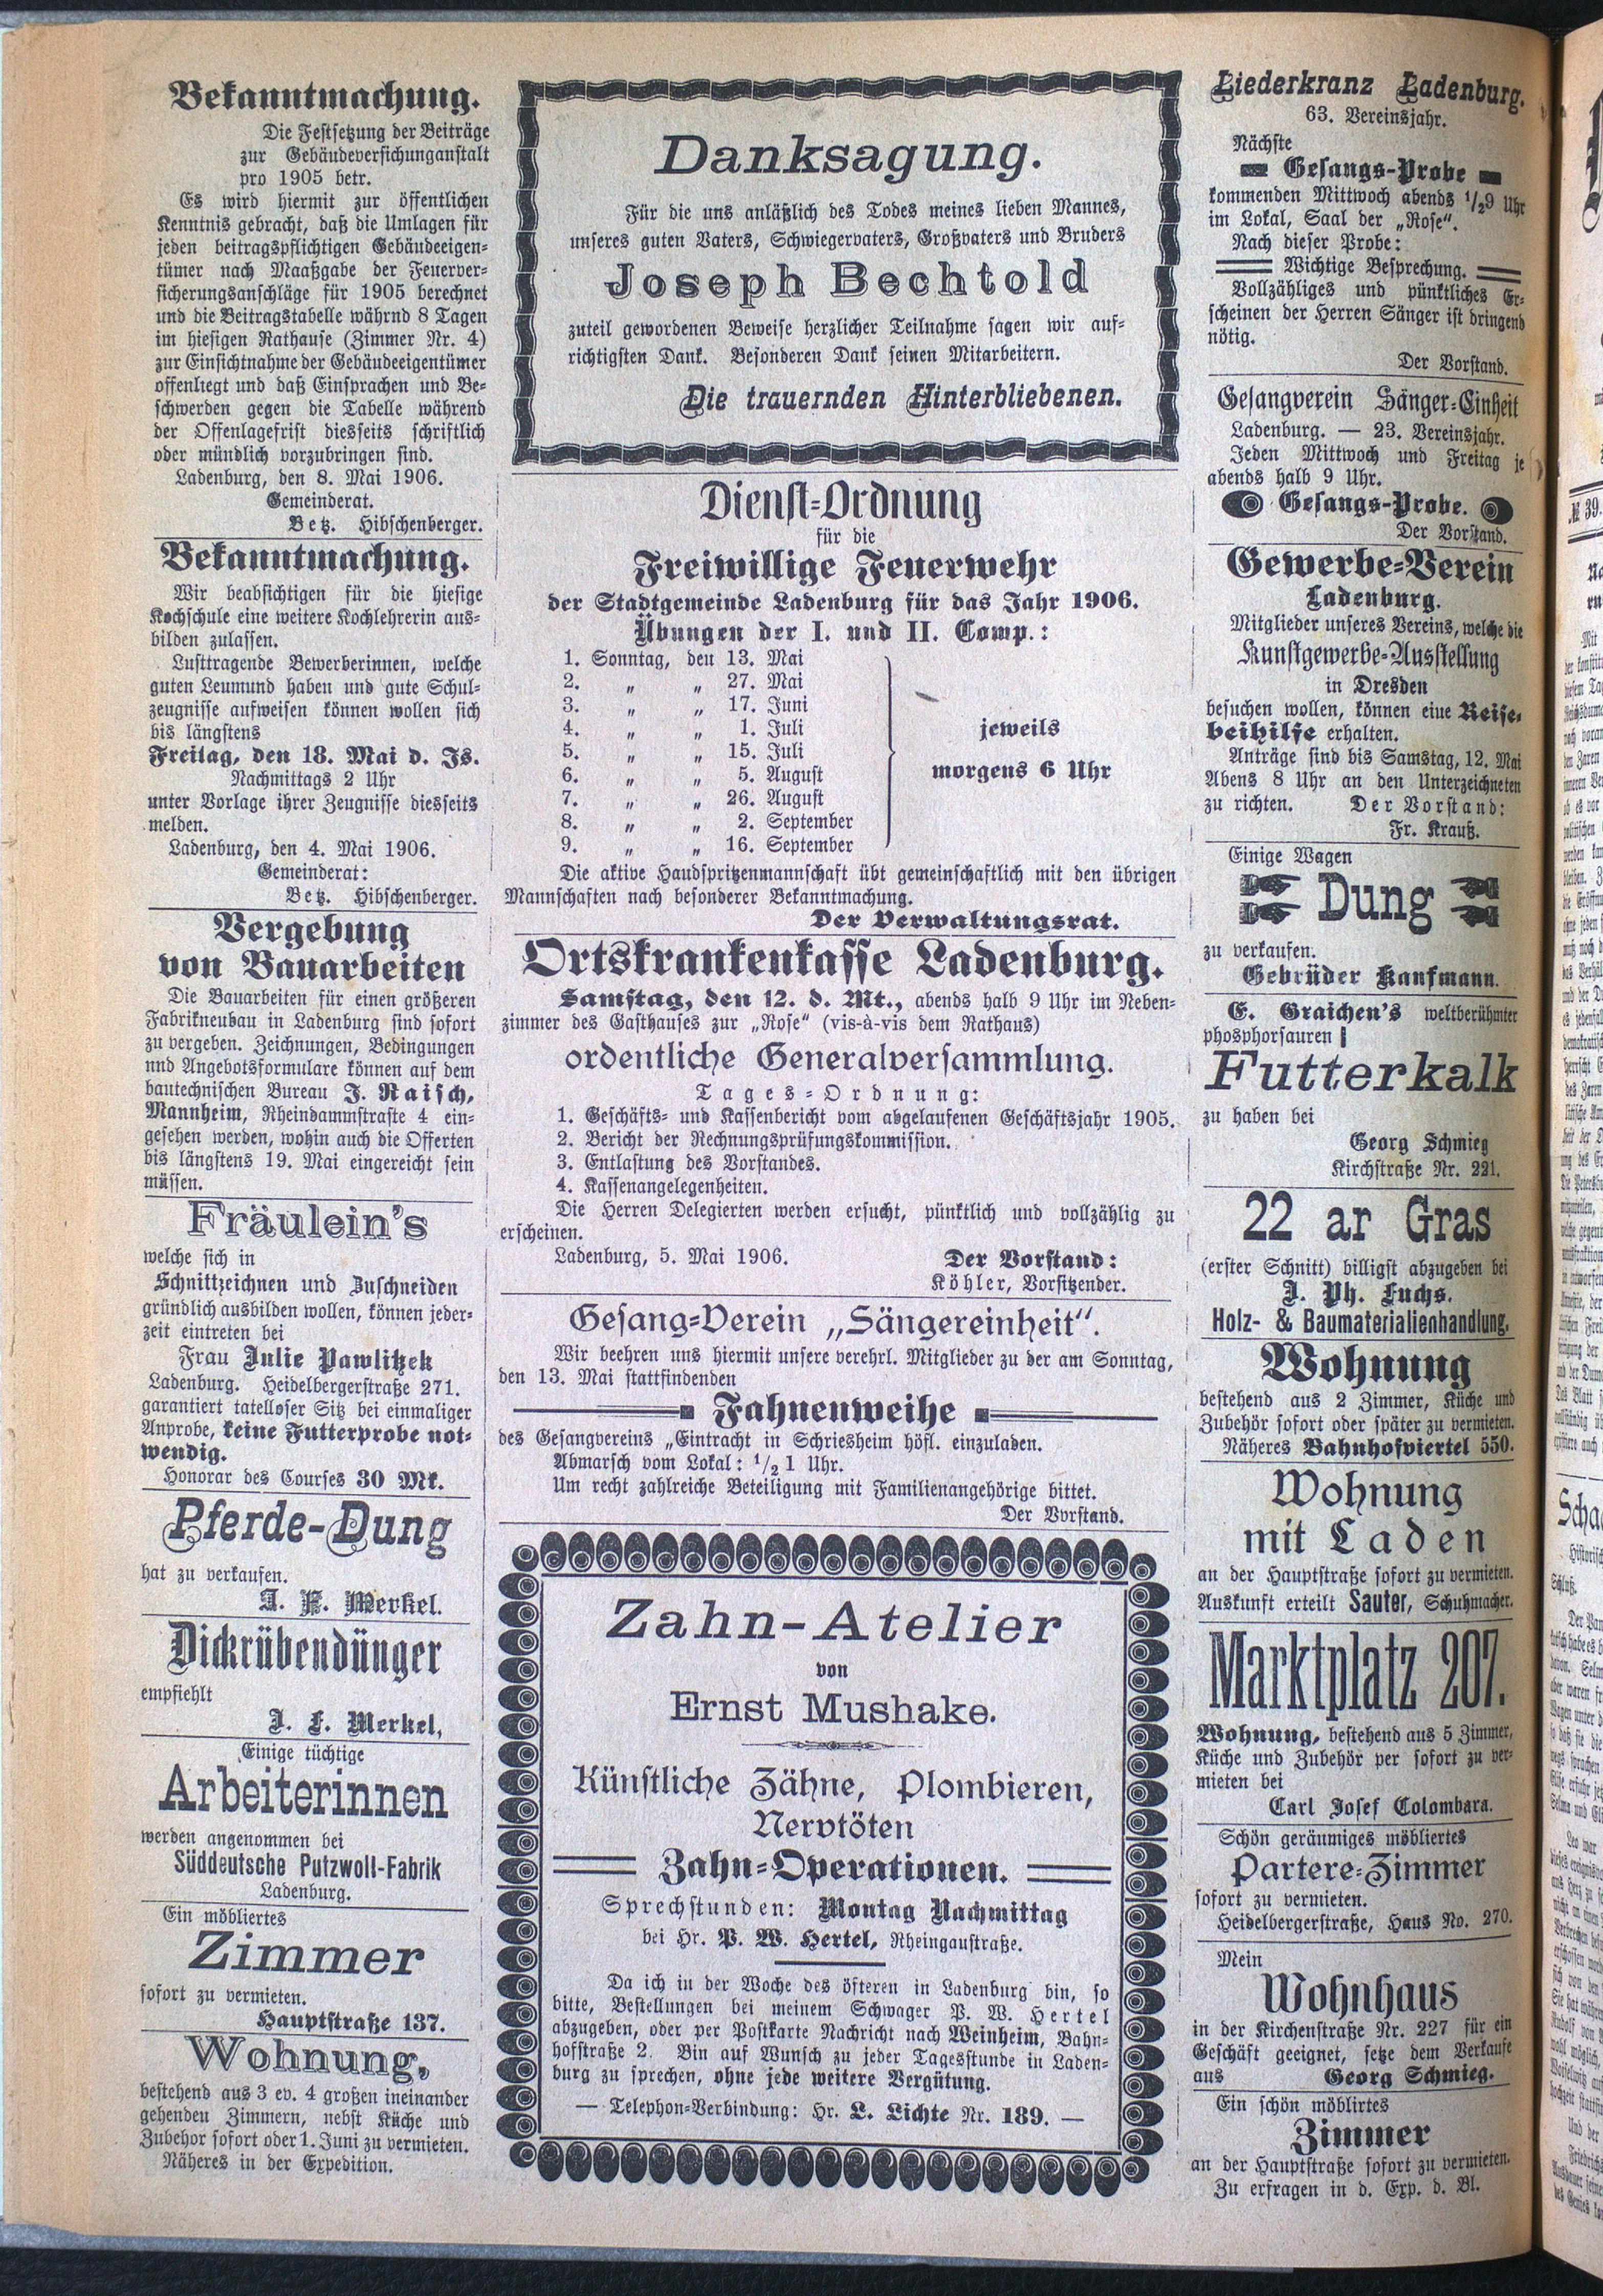 Bekanntmachung.
Die Festsetzung der Beiträge
zur Gebäudeversichunganstalt
pro 1905 betr.
Es wird hiermit zur öffentlichen
Kenntnis gebracht, daß die Umlagen für
jeden beitragspflichtigen Gebäudeeigen-
tümer nach Maaßgabe der Feuerver-
sicherungsanschläge für 1905 berechnet
und die Beitragstabelle währnd 8 Tagen
im hiesigen Rathause (Zimmer Nr. 4)
zur Einsichtnahme der Gebäudeeigentümer
offenliegt und daß Einsprachen und Be-
schwerden gegen die Tabelle während
der Offenlagefrist diesseits schriftlich
oder mündlich vorzubringen sind.
Ladenburg, den 8. Mai 1906.
Gemeinderat.
Betz. Hibschenberger.
Bekanntmachung.
Wir beabsichtigen für die hiesige
Kochschule eine weitere Kochlehrerin aus-
bilden zulassen.
Lusttragende Bewerberinnen, welche
guten Leumund haben und gute Schul-
zeugnisse aufweisen können wollen sich
bis längstens
Freitag, den 18. Mai d. Js.
Nachmittags 2 Uhr
unter Vorlage ihrer Zeugnisse diesseits
melden.
Ladenburg, den 4. Mai 1906.
Gemeinderat:
Betz. Hibschenberger.
Vergebung
von Bauarbeiten
Die Bauarbeiten für einen größeren
Fabrikneubau in Ladenburg sind sofort
zu vergeben. Zeichnungen, Bedingungen
und Angebotsformulare können auf dem
bautechnischen Bureau J. Raisch,
Mannheim, Rheindammstraste 4 ein-
gesehen werden, wohin auch die Offerten
bis längstens 19. Mai eingereicht sein
müssen.
Fräulein's
welche sich in
Schnittzeichnen und Zuschneiden
gründlich ausbilden wollen, können jeder-
zeit eintreten bei
Frau Julie Pawlitzek
Ladenburg. Heidelbergerstraße 271.
garantiert tatelloser Sitz bei einmaliger
Anprobe, keine Futterprobe not-
wendig.
Honorar des Courses 30 Mk.
Pferde-Dung
hat zu verkaufen.
J. F. Merkel.
Dickrübendünger
empfiehlt
J. F. Merkel,
Einige tüchtige
Arbeiterinnen
werden angenommen bei
Süddeutsche Putzwoll-Fabrik
Ladenburg.
Ein möbliertes
Zimmer
sofort zu vermieten.
Hauptstraße 137.
Wohnung,
bestehend aus 3 ev. 4 großen ineinander
gehenden Zimmern, nebst Küche und
Zubehör sofort oder 1. Juni zu vermieten.
Näheres in der Expedition.
Danksagung.
Für die uns anläßlich des Todes meines lieben Mannes,
unseres guten Vaters, Schwiegervaters, Großvaters und Bruders
Joseph Bechtold
zuteil gewordenen Beweise herzlicher Teilnahme sagen wir auf-
richtigsten Dank. Besonderen Dank seinen Mitarbeitern.
Die trauernden Hinterbliebenen.
Dienst-Ordnung
für die
Freiwillige Feuerwehr
der Stadtgemeinde Ladenburg für das Jahr 1906.
Übungen der I. und II. Comp.:
1. Sonntag, den 13. Mai
2. " " 27. Mai
3. " " 17. Juni
4. " " 1. Juli
5. " " 15. Juli
6. " " 5. August
7. " " 26. August
8. " " 2. September
9. " " 16. September
jeweils
morgens 6 Uhr
Die aktive Handspritzenmannschaft übt gemeinschaftlich mit den übrigen
Mannschaften nach besonderer Bekanntmachung.
Der Verwaltungsrat.
Ortskrankenkasse Ladenburg.
Samstag, den 12. d. Mt., abends halb 9 Uhr im Neben-
zimmer des Gasthauses zur „Rose" (vis-à-vis dem Rathaus)
ordentliche Generalversammlung.
Tages-Ordnung:
1. Geschäfts- und Kassenbericht vom abgelaufenen Geschäftsjahr 1905.
2. Bericht der Rechnungsprüfungskommission.
3. Entlastung des Vorstandes.
4. Kassenangelegenheiten.
Die Herren Delegierten werden ersucht, pünktlich und vollzählig zu
erscheinen.
Ladenburg, 5. Mai 1906. Der Vorstand:
Köhler, Vorsitzender.
Gesang-Verein „Sängereinheit".
Wir beehren uns hiermit unsere verehrl. Mitglieder zu der am Sonntag,
den 13. Mai stattfindenden
Fahnenweihe
des Gesangvereins „Eintracht in Schriesheim höfl. einzuladen.
Abmarsch vom Lokal: 1/2 1 Uhr.
Um recht zahlreiche Beteiligung mit Familienangehörige bittet.
Der Vorstand.
Zahn-Atelier
von
Ernst Mushake.
Künstliche Zähne, Plombieren,
Nervtöten
Zahn-Operationen.
Sprechstunden: Montag Nachmittag
bei Hr. P. W. Hertel, Rheingaustraße.
Da ich in der Woche des öfteren in Ladenburg bin, so
bitte, Bestellungen bei meinem Schwager P. W. Hertel
abzugeben, oder per Postkarte Nachricht nach Weinheim, Bahn-
hofstraße 2. Bin auf Wunsch zu jeder Tagesstunde in Laden-
burg zu sprechen, ohne jede weitere Vergütung.
— Telephon-Verbindung: Hr. L. Lichte Nr. 189. —
Liederkranz Ladenburg.
63. Vereinsjahr.
Nächste
Gesangs-Probe
kommenden Mittwoch abends 1/2 9 Uhr
im Lokal, Saal der „Rose".
Nach dieser Probe:
Wichtige Besprechung.
Vollzähliges und pünktliches Er-
scheinen der Herren Sänger ist dringend
nötig.
Der Vorstand.
Gesangverein Sänger-Einheit
Ladenburg. — 23. Vereinsjahr.
Jeden Mittwoch und Freitag je
abends halb 9 Uhr.
Gesangs-Probe.
Der Vorstand.
Gewerbe-Verein
Ladenburg.
Mitglieder unseres Vereins, welche die
Kunstgewerbe-Ausstellung
in Dresden
besuchen wollen, können eine Reise-
beihilfe erhalten.
Anträge sind bis Samstag, 12. Mai
Abens 8 Uhr an den Unterzeichneten
zu richten. Der Vorstand:
Fr. Krauß.
Einige Wagen
Dung
zu verkaufen.
Gebrüder Kaufmann.
E. Graichen's weltberühmter
phosphorsauren
Futterkalk
zu haben bei
Georg Schmieg
Kirchstraße Nr. 221.
22 ar Gras
(erster Schnitt) billigst abzugeben bei
J. Ph. Fuchs.
Holz- & Baumaterialienhandlung.
Wohnung
bestehend aus 2 Zimmer, Küche und
Zubehör sofort oder später zu vermieten.
Näheres Bahnhofviertel 550.
Wohnung
mit Laden
an der Hauptstraße sofort zu vermieten.
Auskunft erteilt Sauter, Schuhmacher.
Marktplatz 207.
Wohnung, bestehend aus 5 Zimmer,
Küche und Zubehör per sofort zu ver-
mieten bei
Carl Josef Colombara.
Schön geräumiges möbliertes
Partere-Zimmer
sofort zu vermieten.
Heidelbergerstraße, Haus No. 270.
Mein
Wohnhaus
in der Kirchenstraße Nr. 227 für ein
Geschäft geeignet, setze dem Verkaufe
aus Georg Schmieg.
Ein schön möblirtes
Zimmer
an der Hauptstraße sofort zu vermieten.
Zu erfragen in d. Exp. d. Bl.
№ 39.